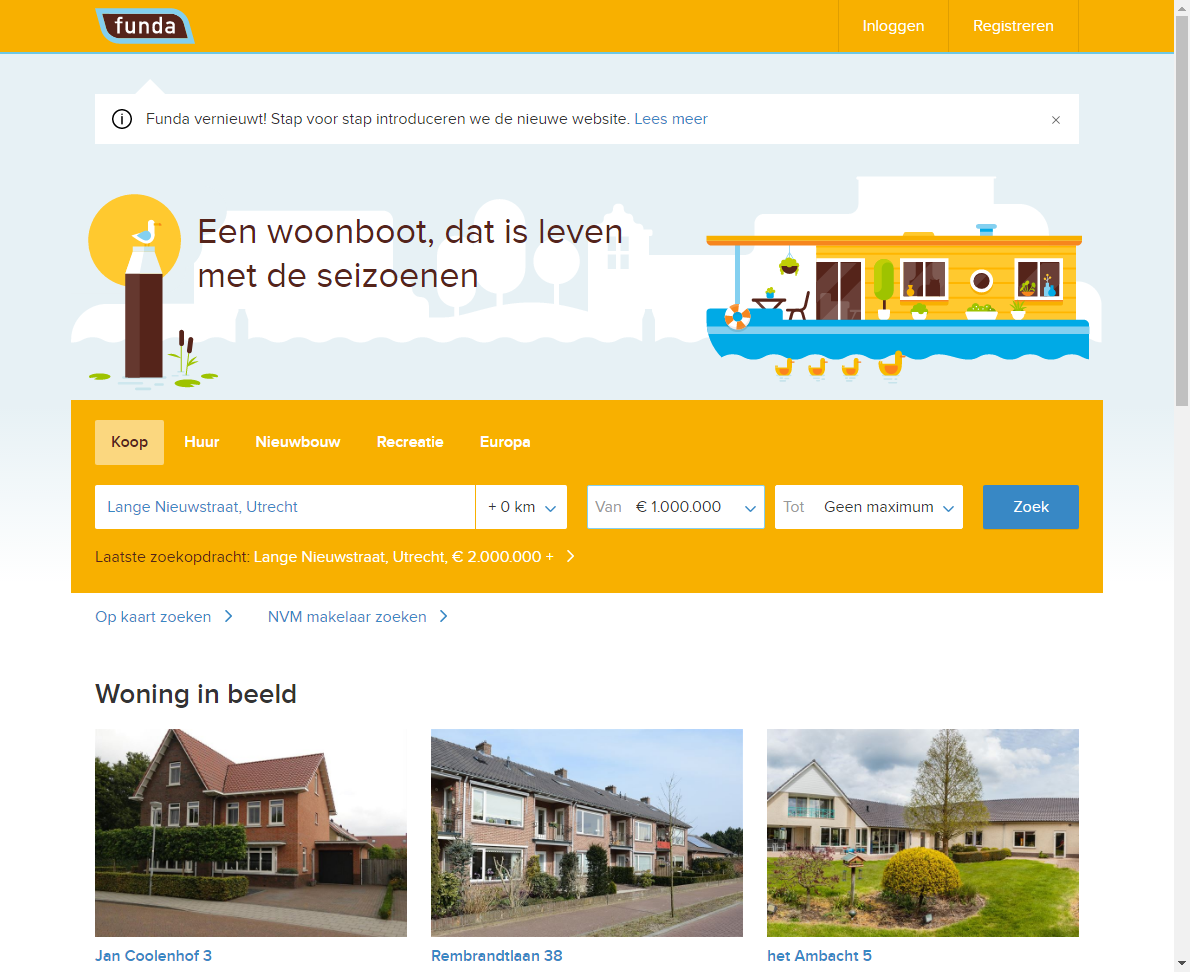 funda
Inloggen
Registreren
Funda vernieuwt! Stap voor stap introduceren we de nieuwe website. Lees meer
Een woonboot, dat is leven
met de seizoenen
Koop
Huur
Nieuwbouw
Recreatie
Europa
Lange Nieuwstraat, Utrecht
+ 0 km
Van € 1.000.000
Tot Geen maximum
Zoek
Laatste zoekopdracht: Lange Nieuwstraat, Utrecht, € 2.000.000 +
Op kaart zoeken
NVM makelaar zoeken
Woning in beeld
Jan Coolenhof 3
Rembrandtlaan 38
het Ambacht 5